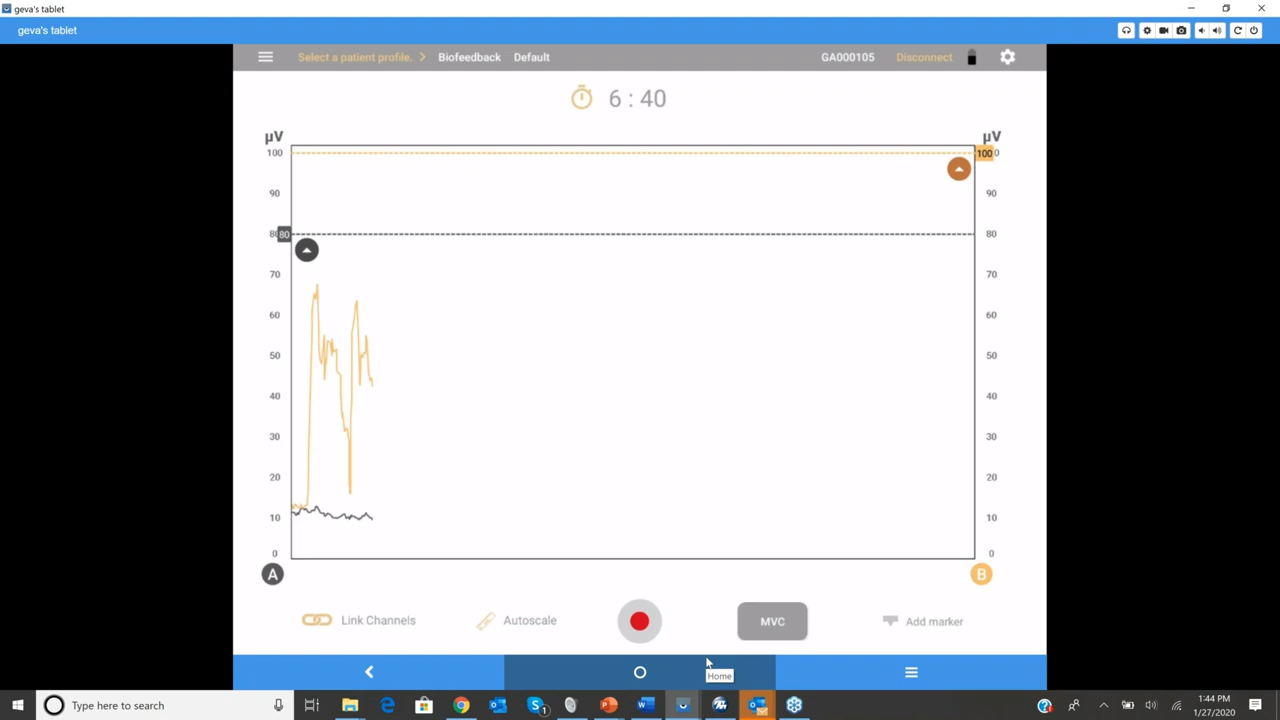 geva's tablet
geva's tablet
Select a patient profile. > Biofeedback Default GA000105 Disconnect
6 : 40
µV µV
100 100
90 90
80 80 80
70 70
60 60
50 50
40 40
30 30
20 20
10 10
0 0
A B
Link Channels Autoscale MVC Add marker
Home
Type here to search
1:44 PM
1/27/2020